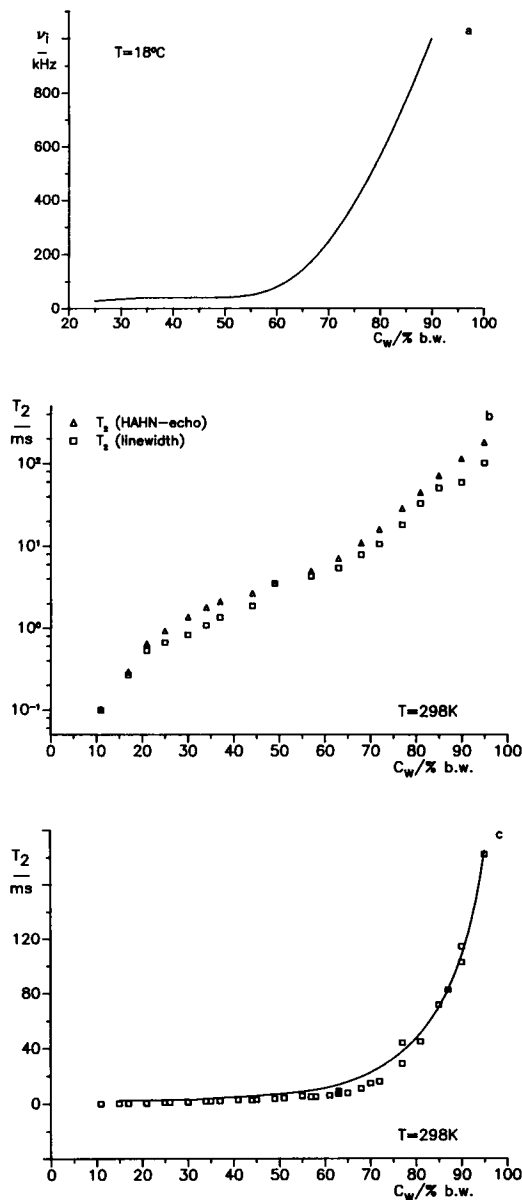 νi
kHz
T=18°C
a
800
600
400
200
0
20 30 40 50 60 70 80 90 100
Cw/% b.w.
T2
ms
T2 (HAHN-echo)
T2 (linewidth)
b
10²
10¹
10⁰
10⁻¹
T=298K
0 10 20 30 40 50 60 70 80 90 100
Cw/% b.w.
T2
ms
c
120
80
40
0
T=298K
0 10 20 30 40 50 60 70 80 90 100
Cw/% b.w.